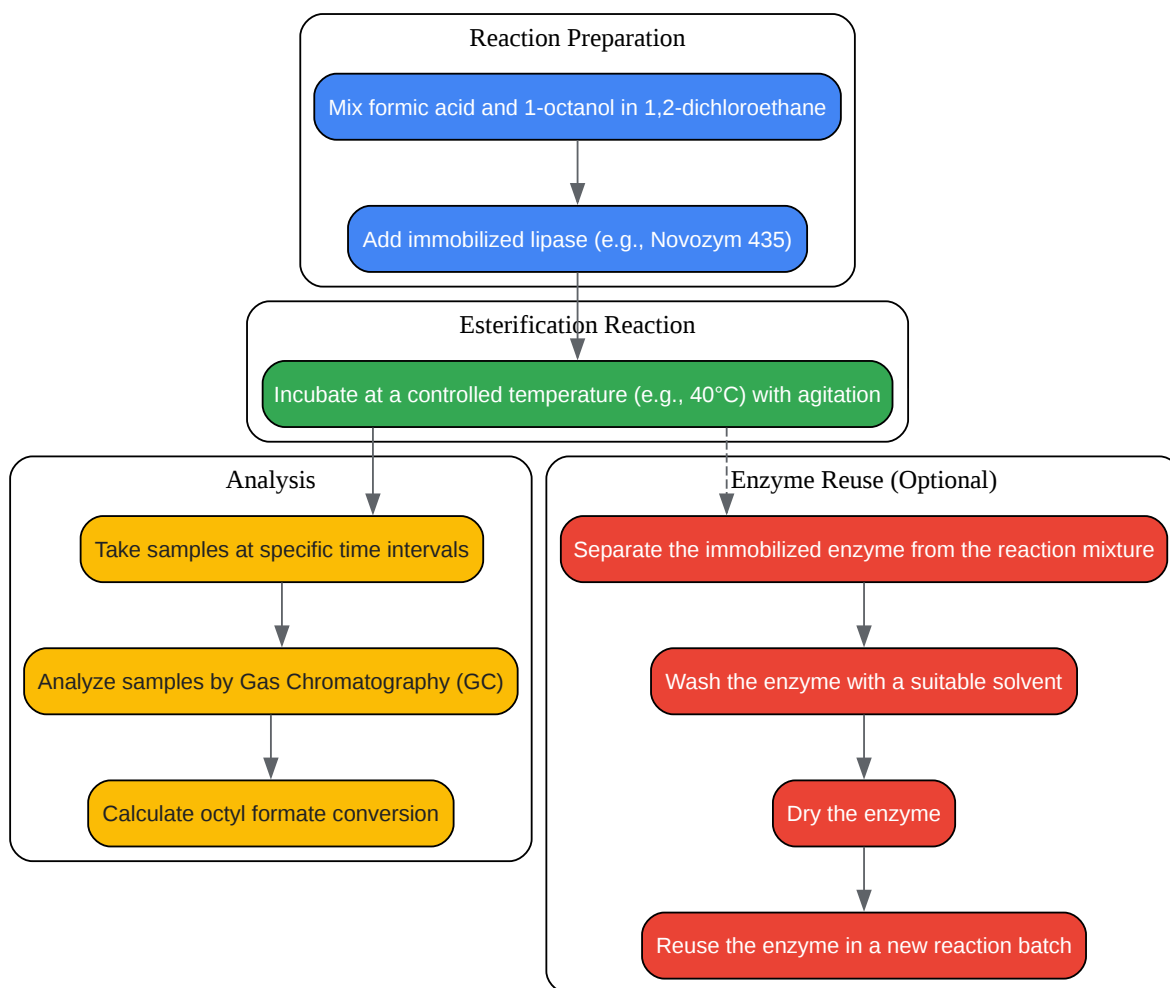 Reaction Preparation
Mix formic acid and 1-octanol in 1,2-dichloroethane
Add immobilized lipase (e.g., Novozym 435)
Esterification Reaction
Incubate at a controlled temperature (e.g., 40°C) with agitation
Analysis
Take samples at specific time intervals
Analyze samples by Gas Chromatography (GC)
Calculate octyl formate conversion
Enzyme Reuse (Optional)
Separate the immobilized enzyme from the reaction mixture
Wash the enzyme with a suitable solvent
Dry the enzyme
Reuse the enzyme in a new reaction batch